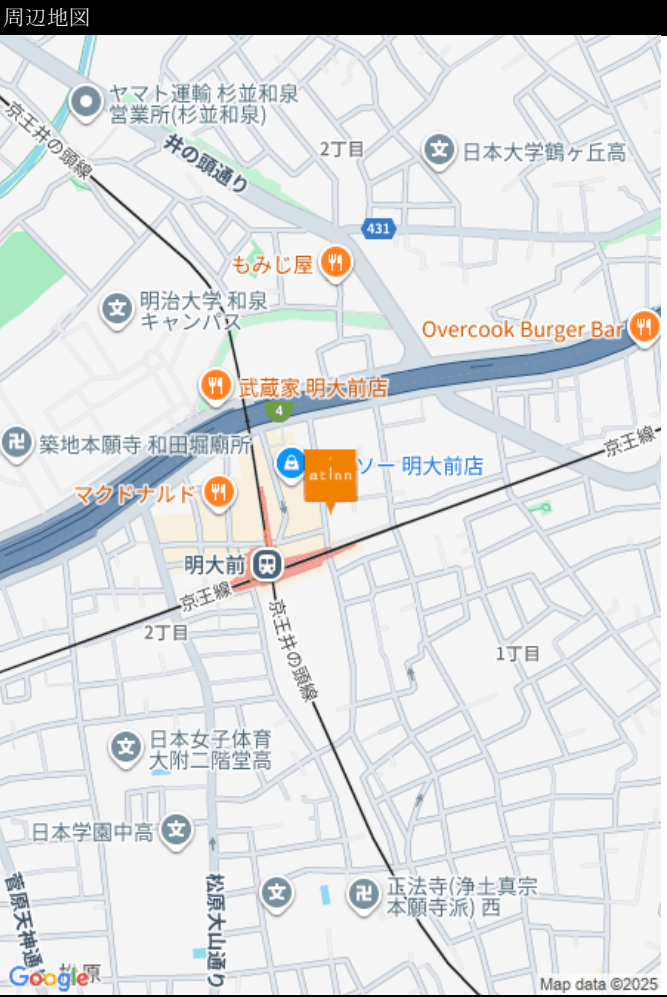 周辺地図
ヤマト運輸 杉並和泉
営業所(杉並和泉)
京王井の頭線
井の頭通り
2丁目
日本大学鶴ヶ丘高
431
もみじ屋
明治大学 和泉
キャンパス
Overcook Burger Bar
武蔵家 明大前店
4
築地本願寺 和田堀廟所
京王線
ソー 明大前店
at Inn
マクドナルド
明大前
京王線
2丁目
京王井の頭線
1丁目
日本女子体育
大附二階堂高
日本学園中高
正法寺(浄土真宗
本願寺派) 西
菅原天神通
松原大山通り
松原
Google
Map data ©2025